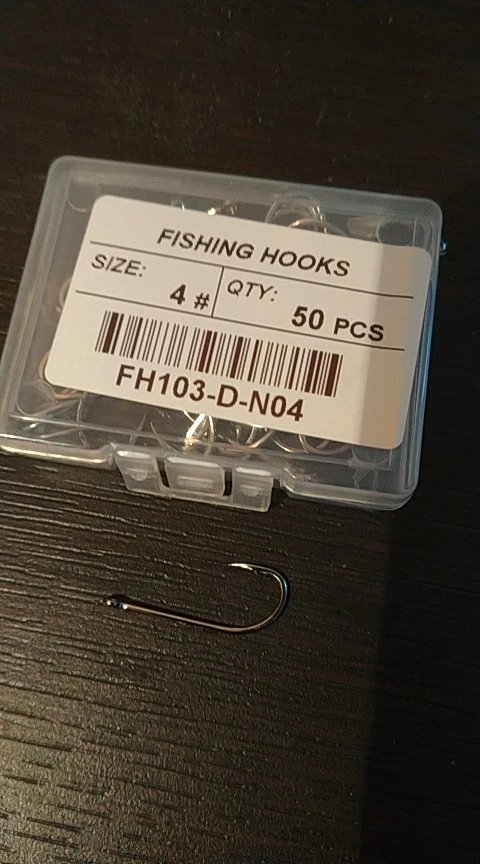 FISHING HOOKS
SIZE: QTY:
4 # 50 PCS
FH103-D-N04